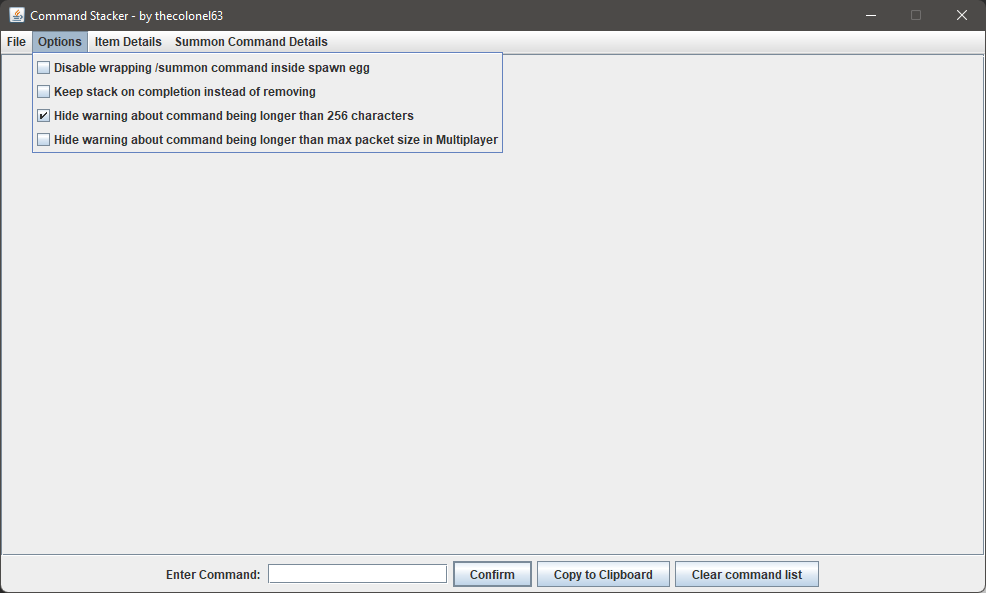 Command Stacker - by thecolonel63
File Options Item Details Summon Command Details
Disable wrapping /summon command inside spawn egg
Keep stack on completion instead of removing
Hide warning about command being longer than 256 characters
Hide warning about command being longer than max packet size in Multiplayer
Enter Command: Confirm Copy to Clipboard Clear command list